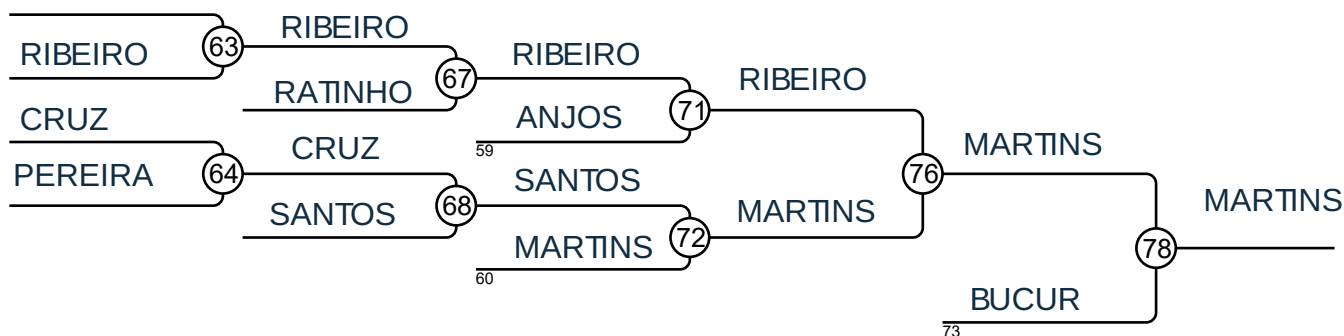 RIBEIRO
63
RIBEIRO
CRUZ
PEREIRA
64
CRUZ
RATINHO
67
RIBEIRO
SANTOS
68
SANTOS
ANJOS
59
71
RIBEIRO
MARTINS
60
72
MARTINS
76
MARTINS
BUCUR
73
78
MARTINS